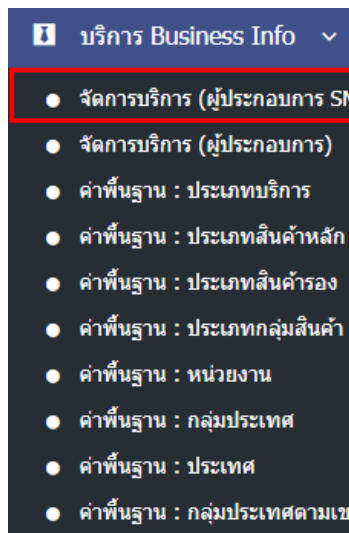 บริการ Business Info
จัดการบริการ (ผู้ประกอบการ
จัดการบริการ (ผู้ประกอบการ)
ค่าพื้นฐาน : ประเภทบริการ
ค่าพื้นฐาน : ประเภทสินค้าหลัก
ค่าพื้นฐาน : ประเภทสินค้ารอง
ค่าพื้นฐาน : ประเภทกลุ่มสินค้า
ค่าพื้นฐาน : หน่วยงาน
ค่าพื้นฐาน : กลุ่มประเทศ
ค่าพื้นฐาน : ประเทศ
ค่าพื้นฐาน : กลุ่มประเทศตามเข